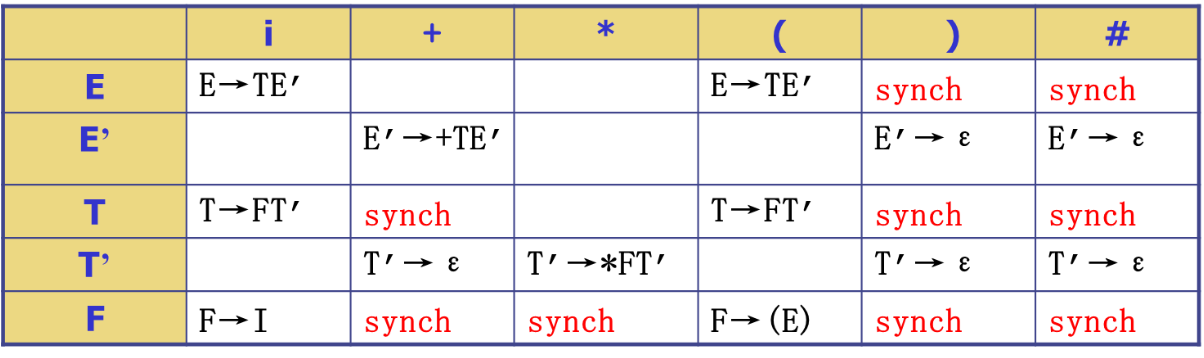 i + * ( ) #
E E→TE′ E→TE′ synch synch
E’ E′→+TE′ E′→ ε E′→ ε
T T→FT′ synch T→FT′ synch synch
T’ T′→ ε T′→*FT′ T′→ ε T′→ ε
F F→I synch synch F→(E) synch synch